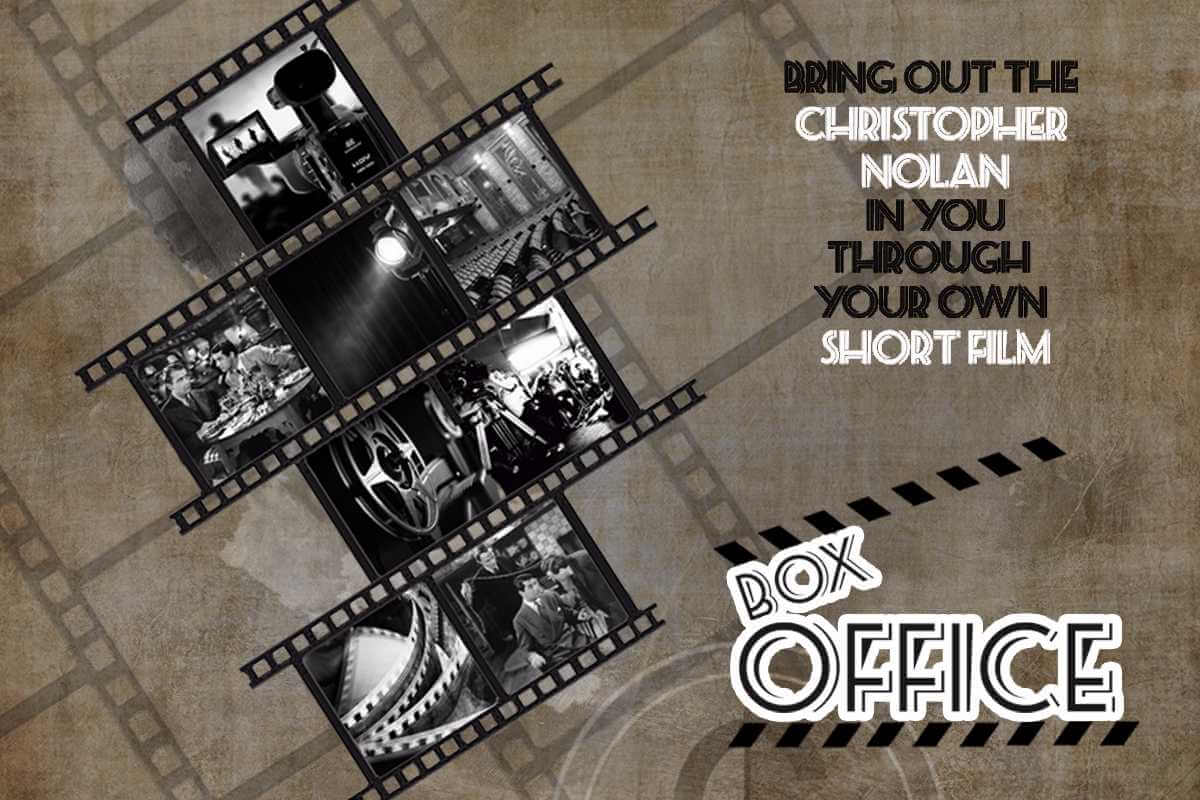 BRING OUT THE
CHRISTOPHER
NOLAN
IN YOU
THROUGH
YOUR OWN
SHORT FILM
BOX
OFFICE